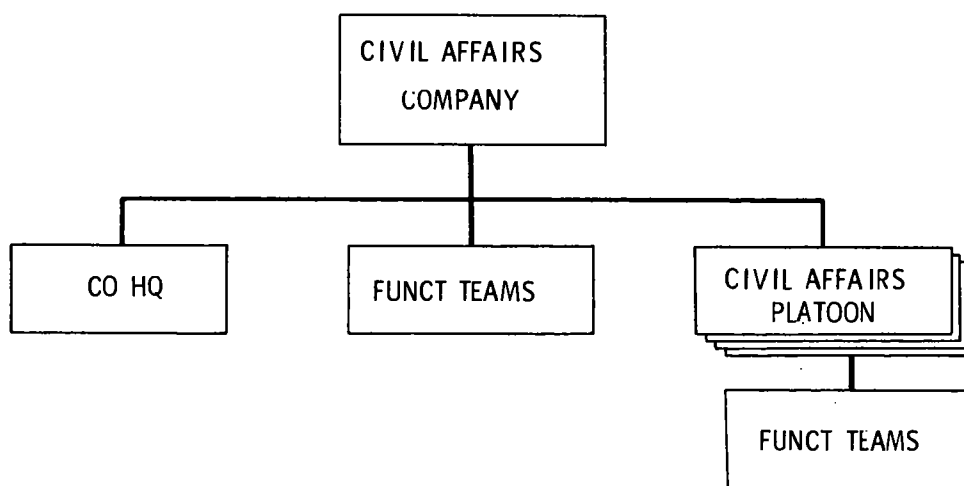 CIVIL AFFAIRS
COMPANY
CO HQ
FUNCT TEAMS
CIVIL AFFAIRS
PLATOON
FUNCT TEAMS